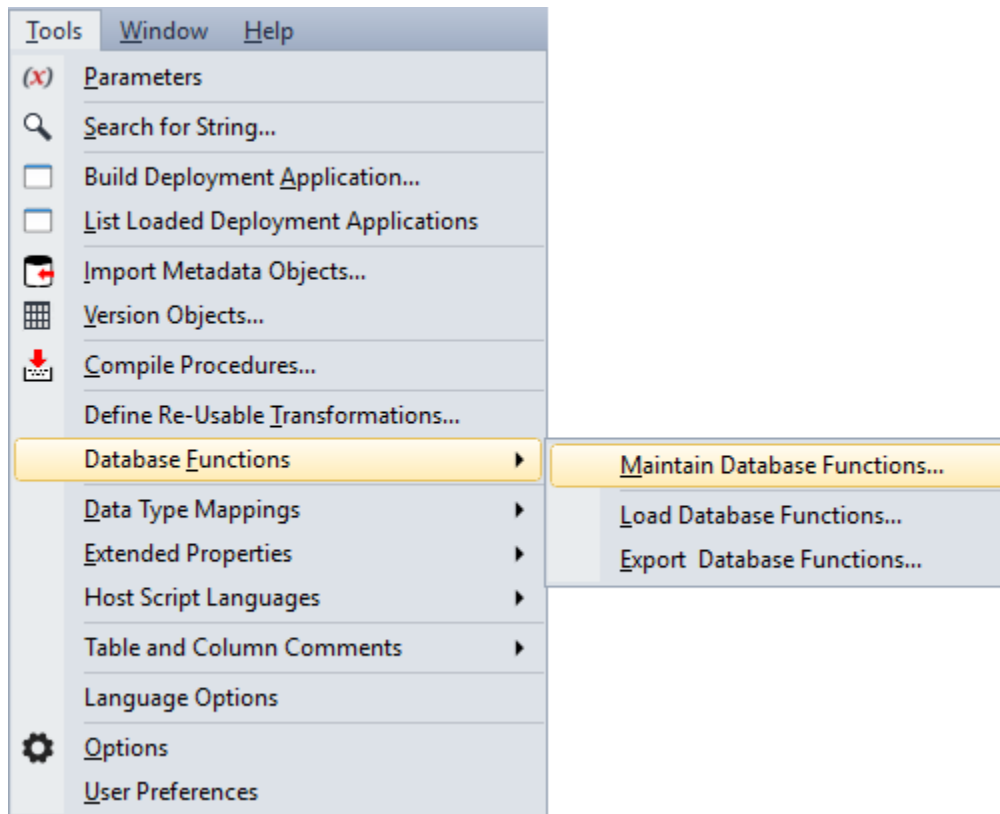 Tools Window Help
(x) Parameters
Search for String...
Build Deployment Application...
List Loaded Deployment Applications
Import Metadata Objects...
Version Objects...
Compile Procedures...
Define Re-Usable Transformations...
Database Functions
Maintain Database Functions...
Data Type Mappings
Load Database Functions...
Extended Properties
Export Database Functions...
Host Script Languages
Table and Column Comments
Language Options
Options
User Preferences